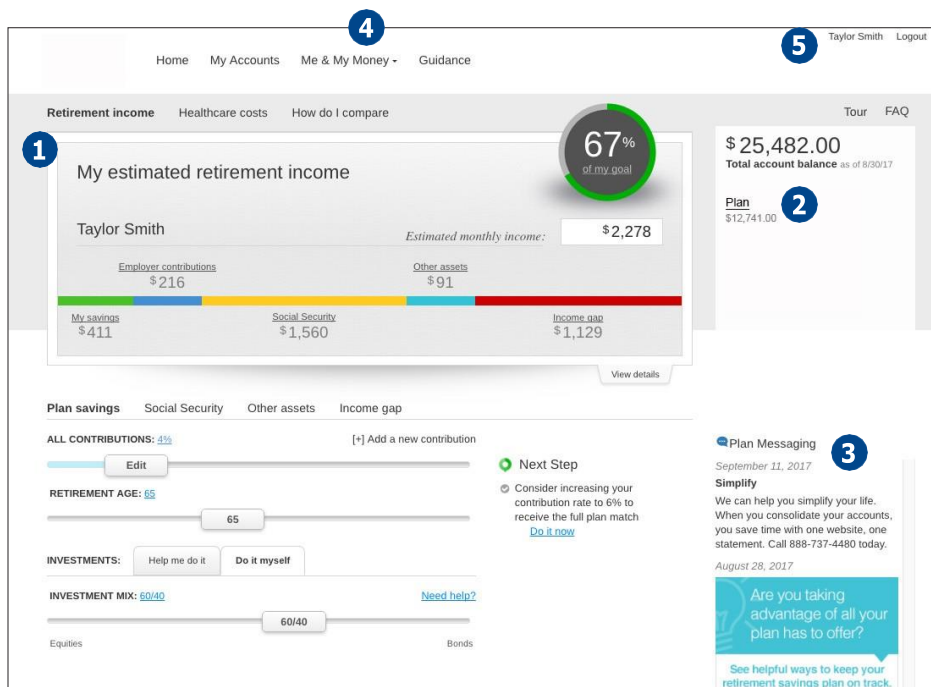 4
5
Taylor Smith Logout
Home My Accounts Me & My Money Guidance
Retirement income Healthcare costs How do I compare
Tour FAQ
1
My estimated retirement income
67%
of my goal
Taylor Smith
Estimated monthly income: $2,278
Employer contributions
$216
Other assets
$91
My savings
$411
Social Security
$1,560
Income gap
$1,129
View details
$25,482.00
Total account balance as of 8/30/17
Plan
$12,741.00
2
Plan savings Social Security Other assets Income gap
ALL CONTRIBUTIONS: 4% [+] Add a new contribution
Edit
RETIREMENT AGE: 65
65
INVESTMENTS: Help me do it Do it myself
INVESTMENT MIX: 60/40 Need help?
60/40
Equities Bonds
Next Step
Consider increasing your
contribution rate to 6% to
receive the full plan match
Do it now
Plan Messaging
3
September 11, 2017
Simplify
We can help you simplify your life.
When you consolidate your accounts,
you save time with one website, one
statement. Call 888-737-4480 today.
August 28, 2017
Are you taking
advantage of all your
plan has to offer?
See helpful ways to keep your
retirement savings plan on track.